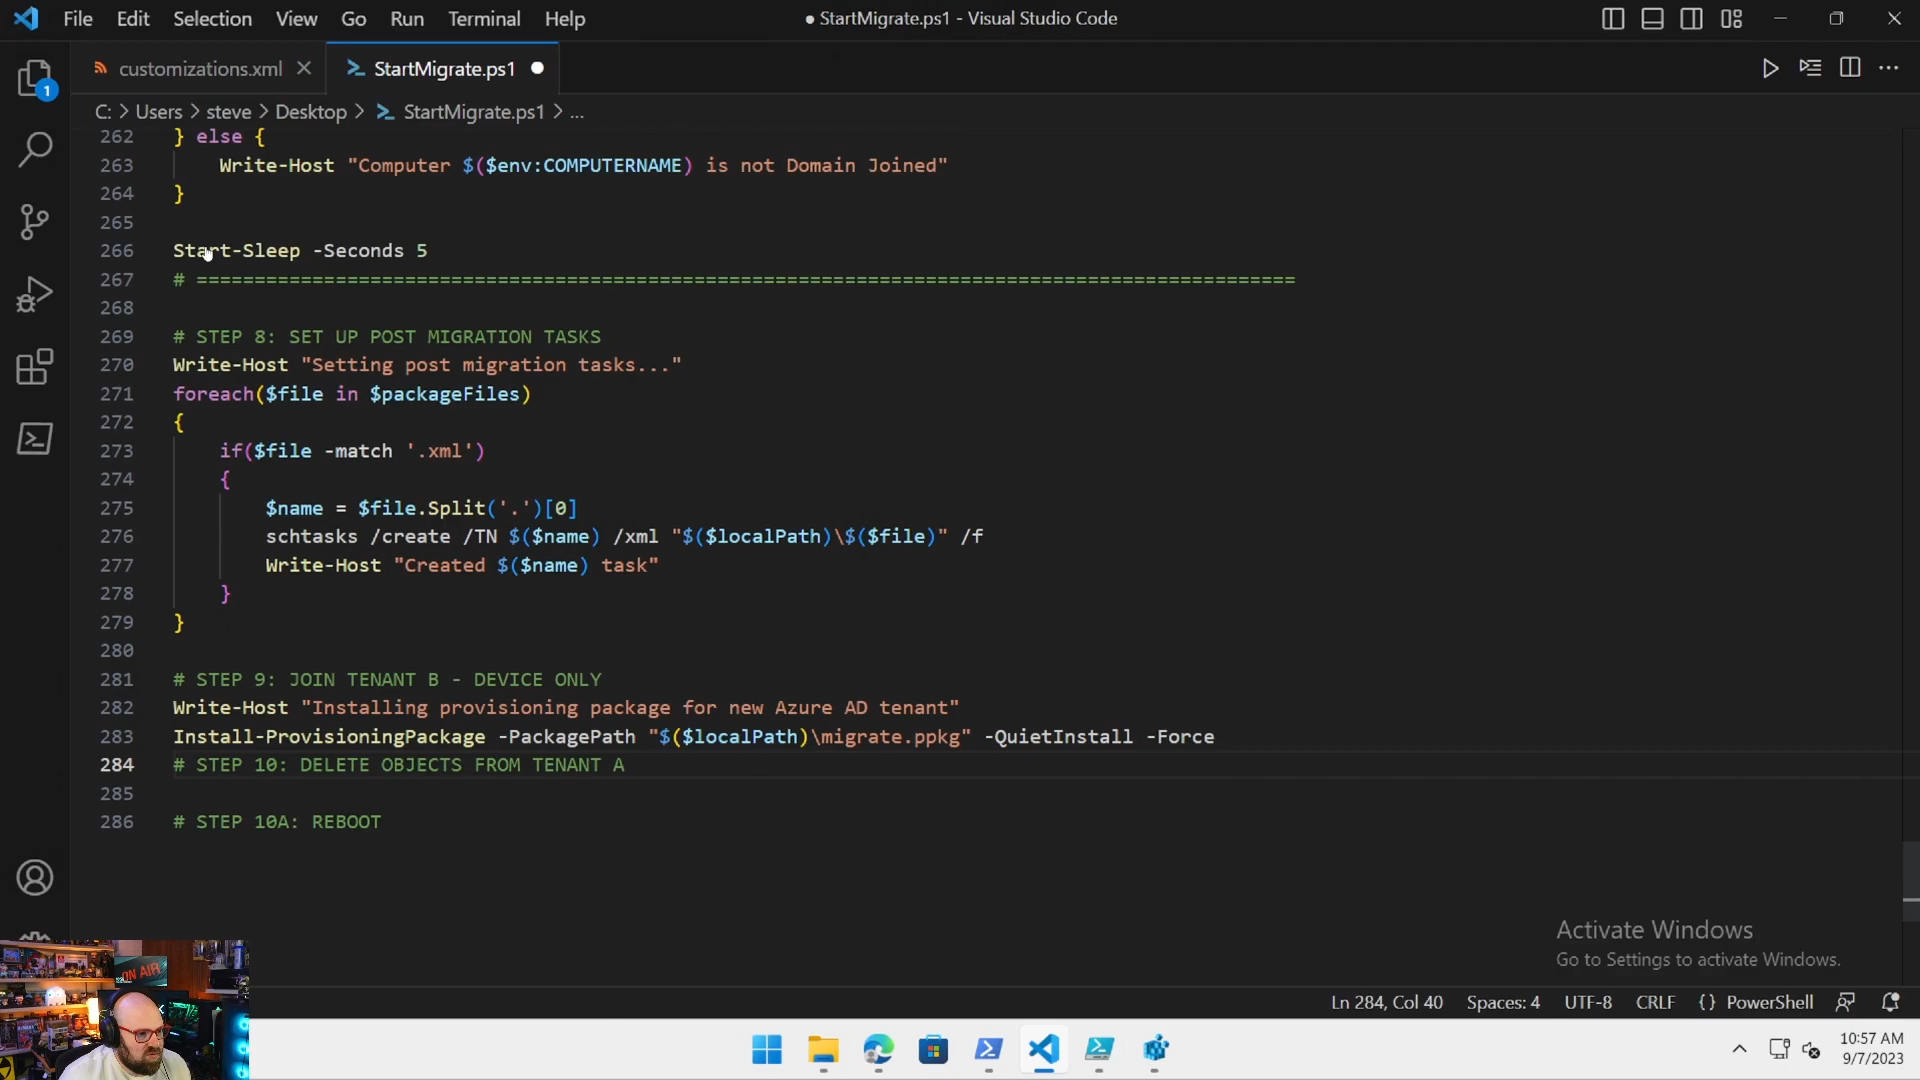 File Edit Selection View Go Run Terminal Help
● StartMigrate.ps1 - Visual Studio Code
customizations.xml
StartMigrate.ps1
C: > Users > steve > Desktop > StartMigrate.ps1 > ...
1
262 } else {
263 Write-Host "Computer $($env:COMPUTERNAME) is not Domain Joined"
264 }
265
266 Start-Sleep -Seconds 5
267 # ===============================================================================================
268
269 # STEP 8: SET UP POST MIGRATION TASKS
270 Write-Host "Setting post migration tasks..."
271 foreach($file in $packageFiles)
272 {
273 if($file -match '.xml')
274 {
275 $name = $file.Split('.')[0]
276 schtasks /create /TN $($name) /xml "$($localPath)\$($file)" /f
277 Write-Host "Created $($name) task"
278 }
279 }
280
281 # STEP 9: JOIN TENANT B - DEVICE ONLY
282 Write-Host "Installing provisioning package for new Azure AD tenant"
283 Install-ProvisioningPackage -PackagePath "$($localPath)\migrate.ppkg" -QuietInstall -Force
284 # STEP 10: DELETE OBJECTS FROM TENANT A
285
286 # STEP 10A: REBOOT
Activate Windows
Go to Settings to activate Windows.
ON AIR
Ln 284, Col 40 Spaces: 4 UTF-8 CRLF {} PowerShell
10:57 AM
9/7/2023